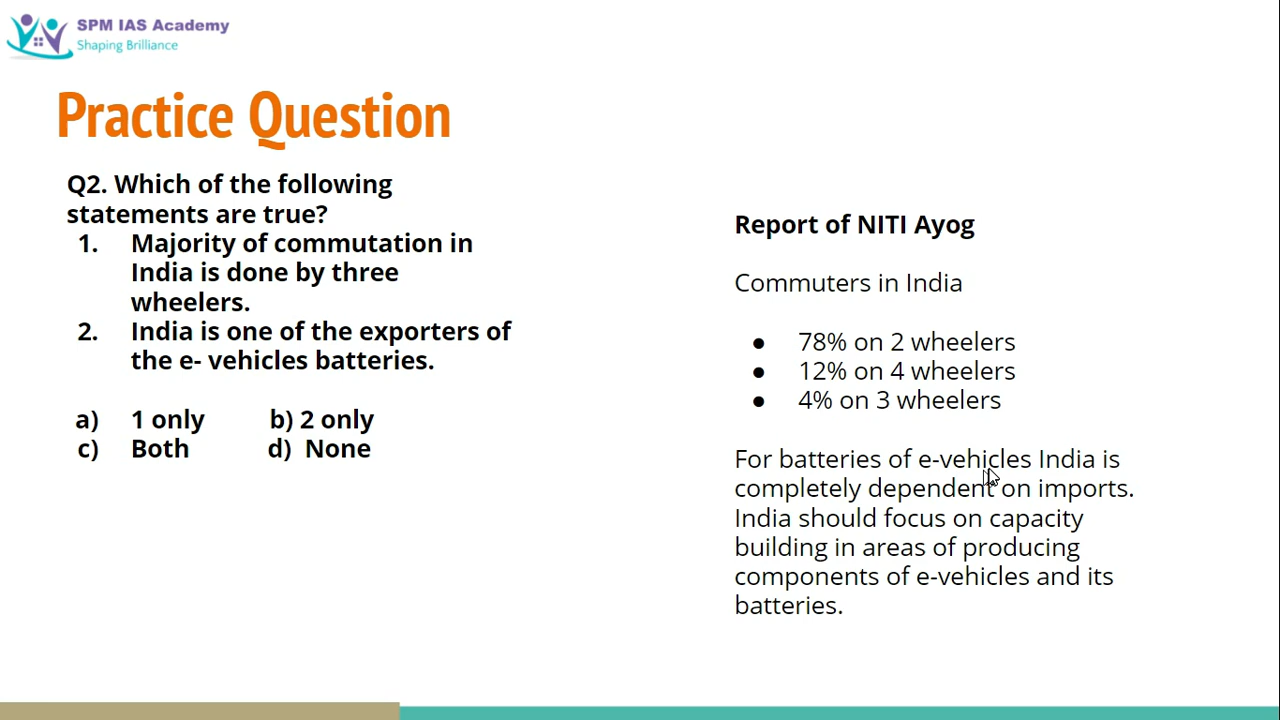 SPM IAS Academy
Shaping Brilliance
Practice Question
Q2. Which of the following
statements are true?
1. Majority of commutation in
India is done by three
wheelers.
2. India is one of the exporters of
the e- vehicles batteries.
a) 1 only b) 2 only
c) Both d) None
Report of NITI Ayog
Commuters in India
● 78% on 2 wheelers
● 12% on 4 wheelers
● 4% on 3 wheelers
For batteries of e-vehicles India is
completely dependent on imports.
India should focus on capacity
building in areas of producing
components of e-vehicles and its
batteries.